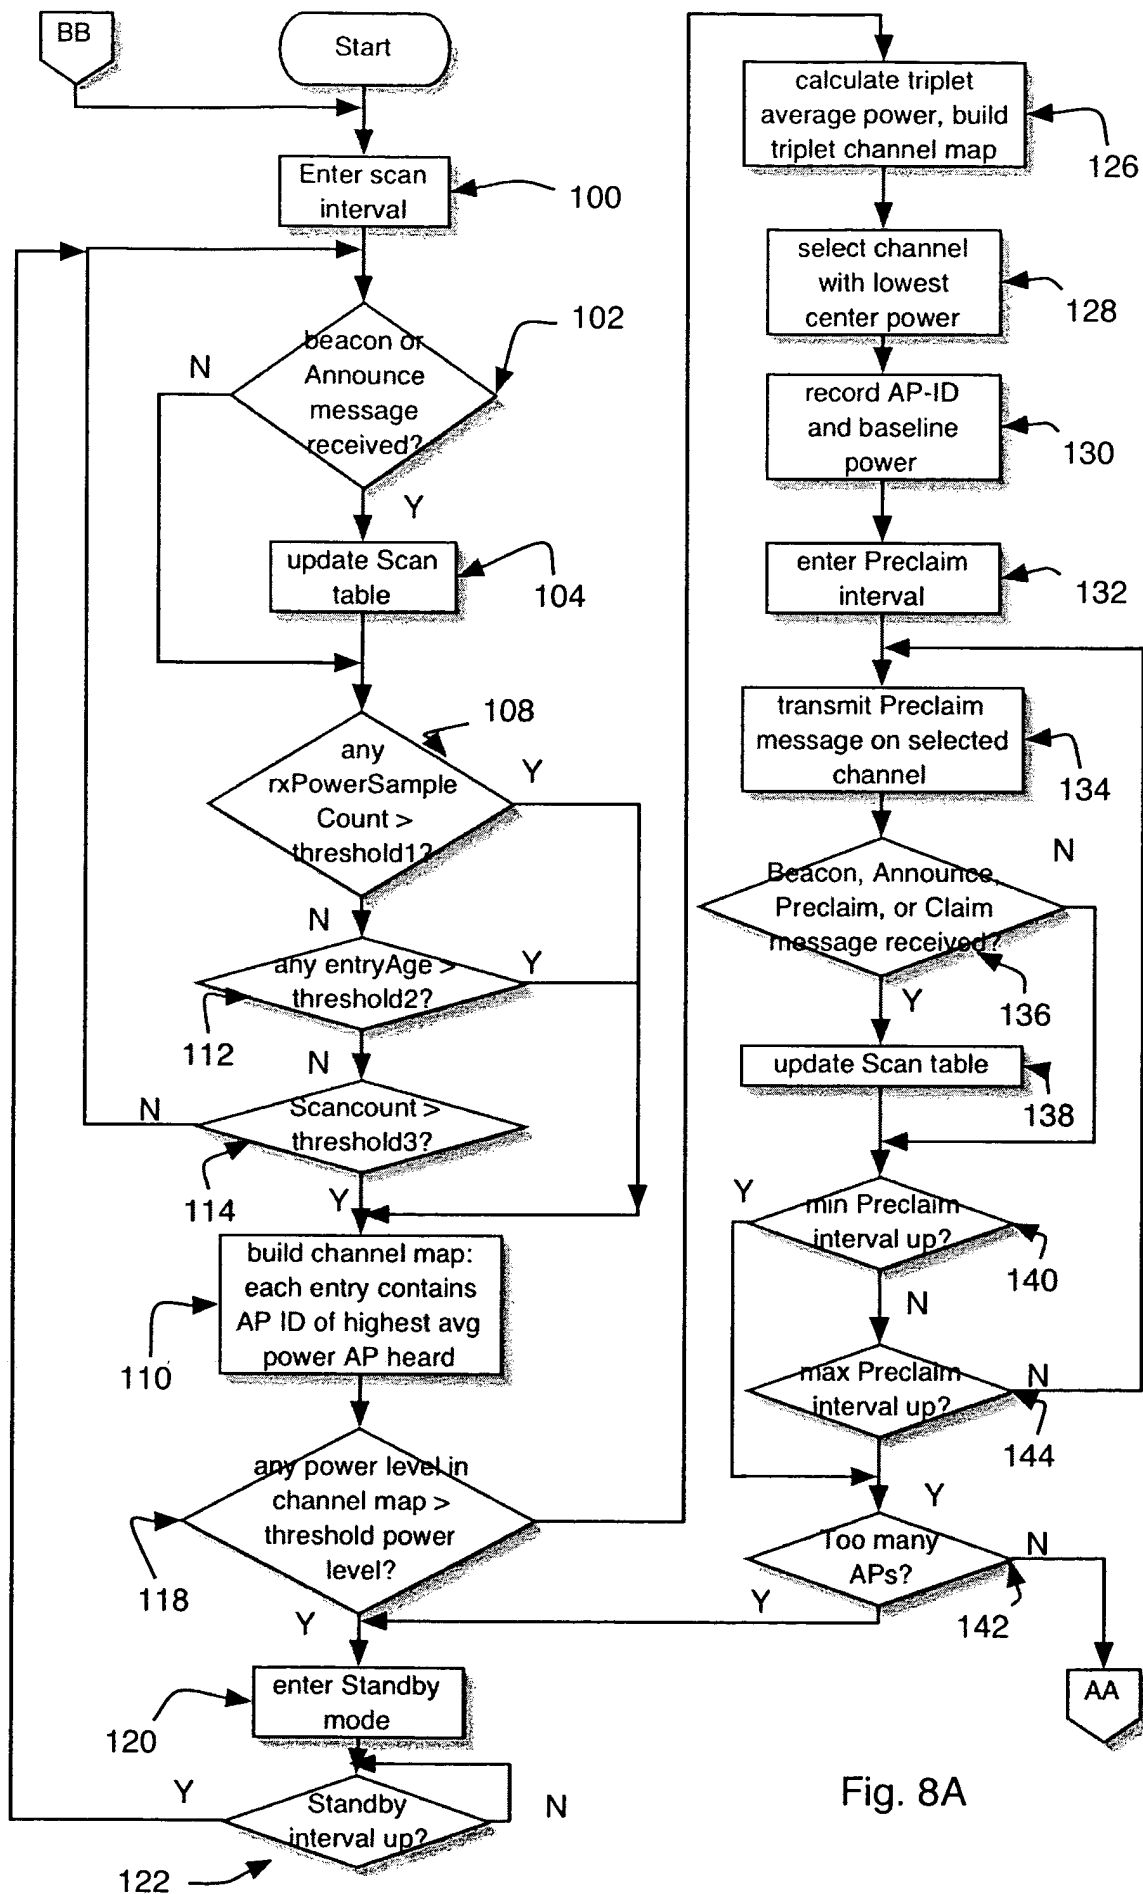 BB
Start
Enter scan
interval
100
beacon or
Announce
message
received?
102
N
Y
update Scan
table
104
any
rxPowerSample
Count >
threshold1?
108
Y
N
any entryAge >
threshold2?
Y
112
N
Scancount >
threshold3?
N
114
Y
build channel map:
each entry contains
AP ID of highest avg
power AP heard
110
any power level in
channel map >
threshold power
level?
118
Y
enter Standby
mode
120
Y
Standby
interval up?
N
122
calculate triplet
average power, build
triplet channel map
126
select channel
with lowest
center power
128
record AP-ID
and baseline
power
130
enter Preclaim
interval
132
transmit Preclaim
message on selected
channel
134
Beacon, Announce,
Preclaim, or Claim
message received?
N
136
Y
update Scan table
138
Y
min Preclaim
interval up?
140
N
max Preclaim
interval up?
N
144
Y
Too many
APs?
N
Y
142
AA
Fig. 8A